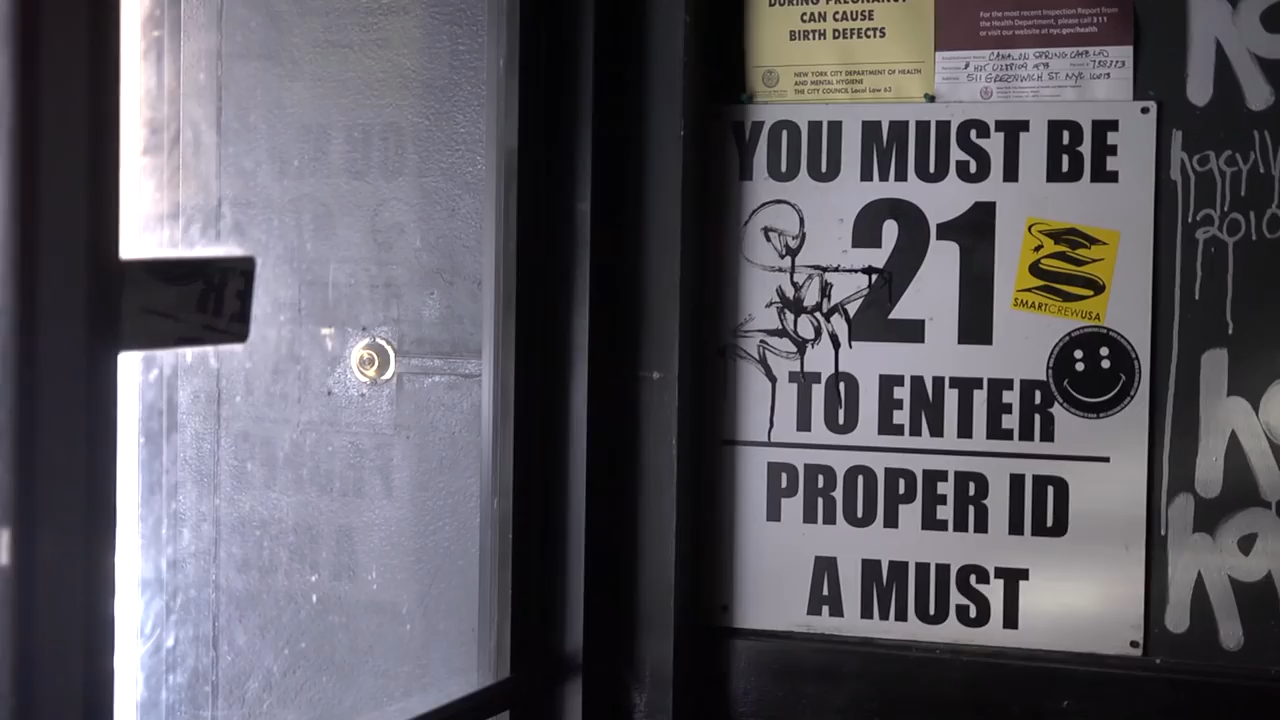 DURING PREGNANCY
CAN CAUSE
BIRTH DEFECTS
NEW YORK CITY DEPARTMENT OF HEALTH
AND MENTAL HYGIENE
THE CITY COUNCIL Local Law 63
For the most recent Inspection Report from
the Health Department, please call 311
or visit our website at nyc.gov/health
CANAL ON SPRING CAFE LTD
511 GREENWICH ST. NYC 10013
YOU MUST BE
21
TO ENTER
PROPER ID
A MUST
SMARTCREWUSA
2010